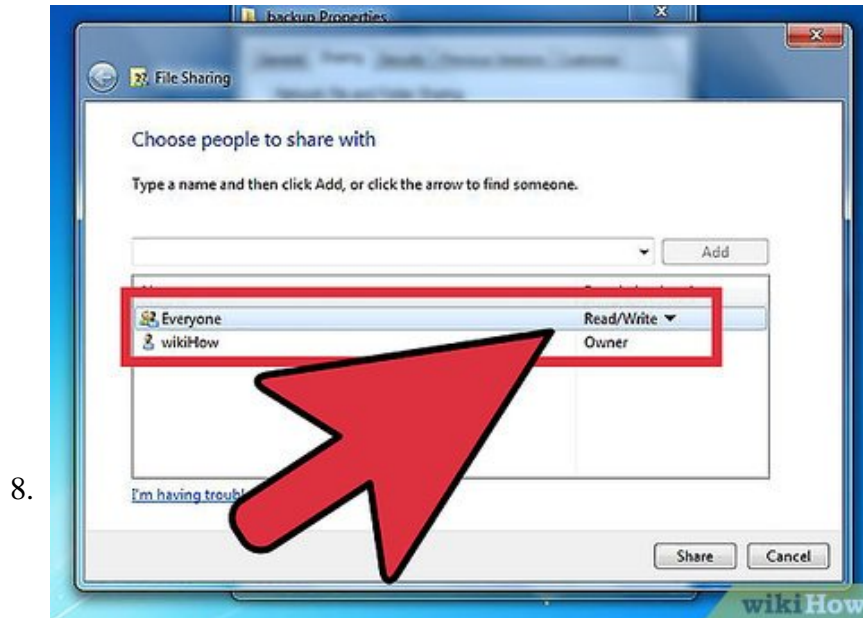 backup Properties
File Sharing
Choose people to share with
Type a name and then click Add, or click the arrow to find someone.
Add
Everyone Read/Write
wikiHow Owner
8.
I'm having
Share Cancel
wikiHow